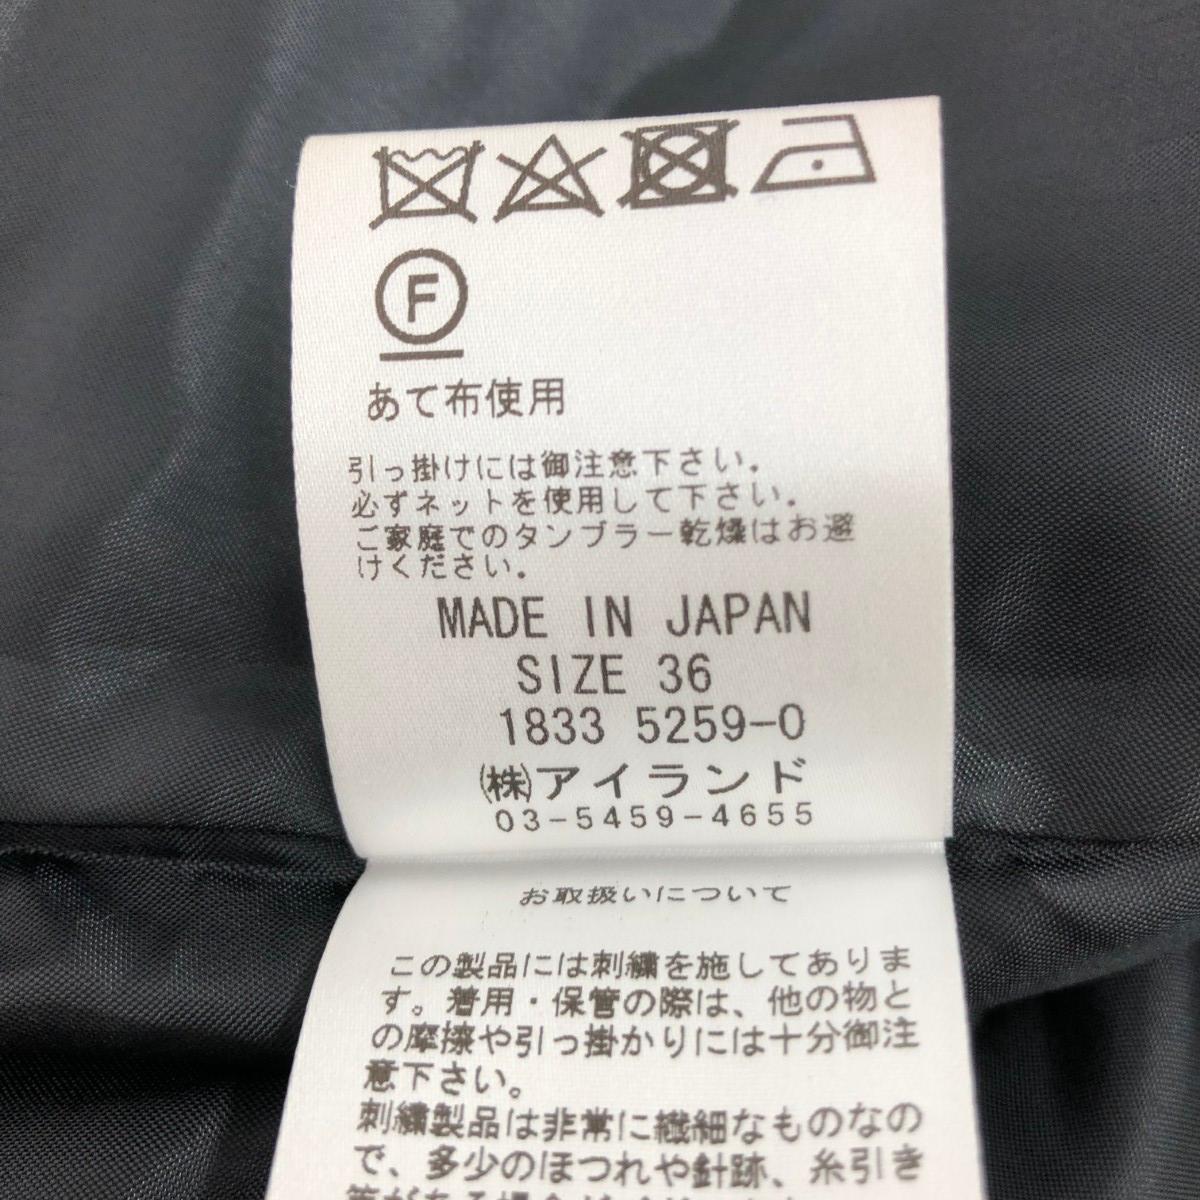 F
あて布使用
引っ掛けには御注意下さい.
必ずネットを使用して下さい.
ご家庭でのタンブラー乾燥はお避
けください.
MADE IN JAPAN
SIZE 36
1833 5259-0
㈱アイランド
03-5459-4655
お取扱いについて
この製品には刺繍を施してありま
す。着用・保管の際は、他の物と
の摩擦や引っ掛かりには十分御注
意下さい。
刺繍製品は非常に繊細なものなの
で、多少のほつれや針跡、糸引き